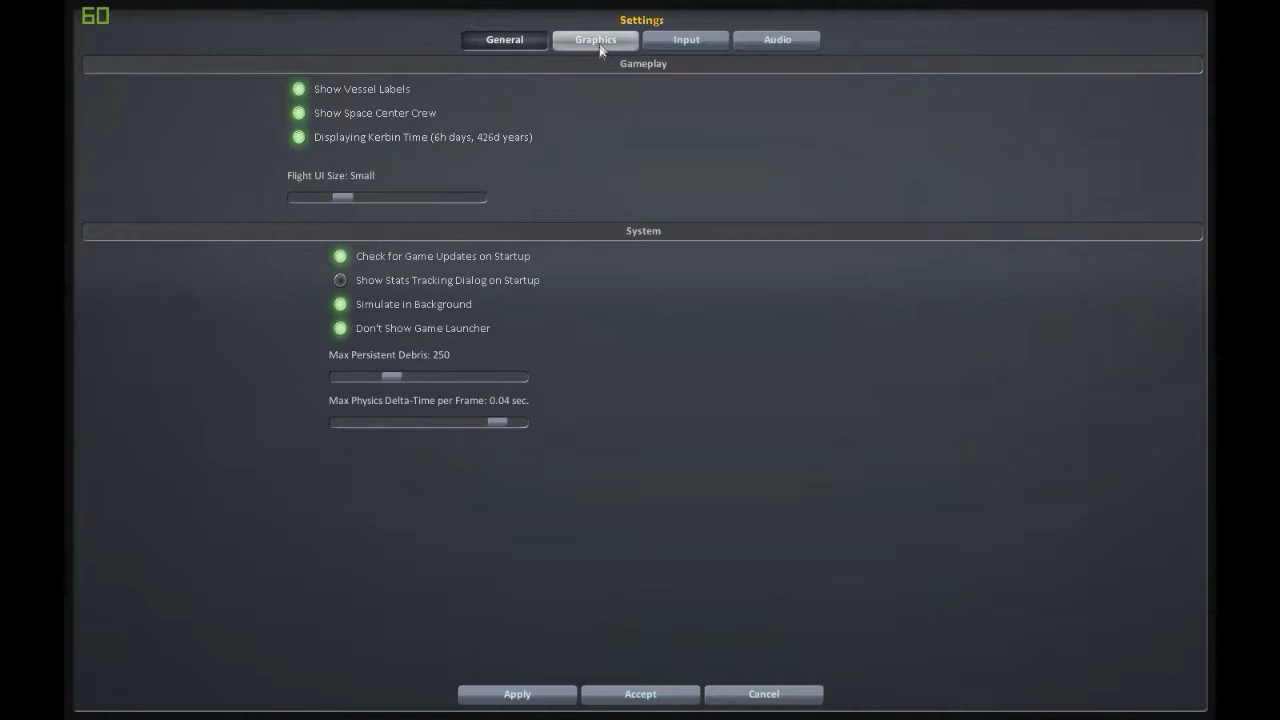 60
Settings
General Graphics Input Audio
Gameplay
Show Vessel Labels
Show Space Center Crew
Displaying Kerbin Time (6h days, 426d years)
Flight UI Size: Small
System
Check for Game Updates on Startup
Show Stats Tracking Dialog on Startup
Simulate in Background
Don't Show Game Launcher
Max Persistent Debris: 250
Max Physics Delta-Time per Frame: 0.04 sec.
Apply Accept Cancel